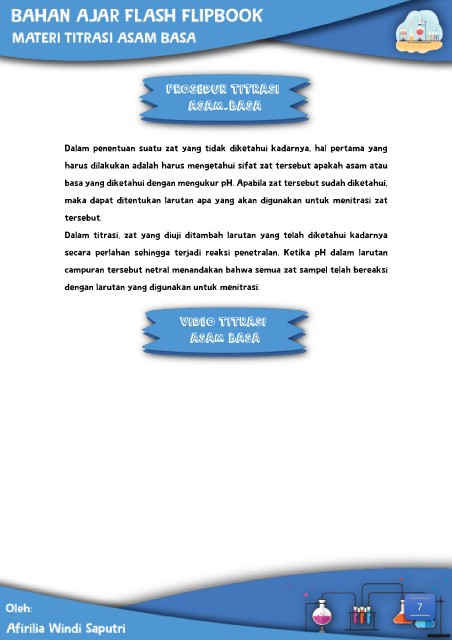 BAHAN AJAR FLASH FLIPBOOK
MATERI TITRASI ASAM BASA
PROSEDUR TITRASI
ASAM-BASA
Dalam penentuan suatu zat yang tidak diketahui kadarnya, hal pertama yang
harus dilakukan adalah harus mengetahui sifat zat tersebut apakah asam atau
basa yang diketahui dengan mengukur pH. Apabila zat tersebut sudah diketahui,
maka dapat ditentukan larutan apa yang akan digunakan untuk menitrasi zat
tersebut.
Dalam titrasi, zat yang diuji ditambah larutan yang telah diketahui kadarnya
secara perlahan sehingga terjadi reaksi penetralan. Ketika pH dalam larutan
campuran tersebut netral menandakan bahwa semua zat sampel telah bereaksi
dengan larutan yang digunakan untuk menitrasi.
VIDEO TITRASI
ASAM BASA
7
Oleh:
Afirilia Windi Saputri